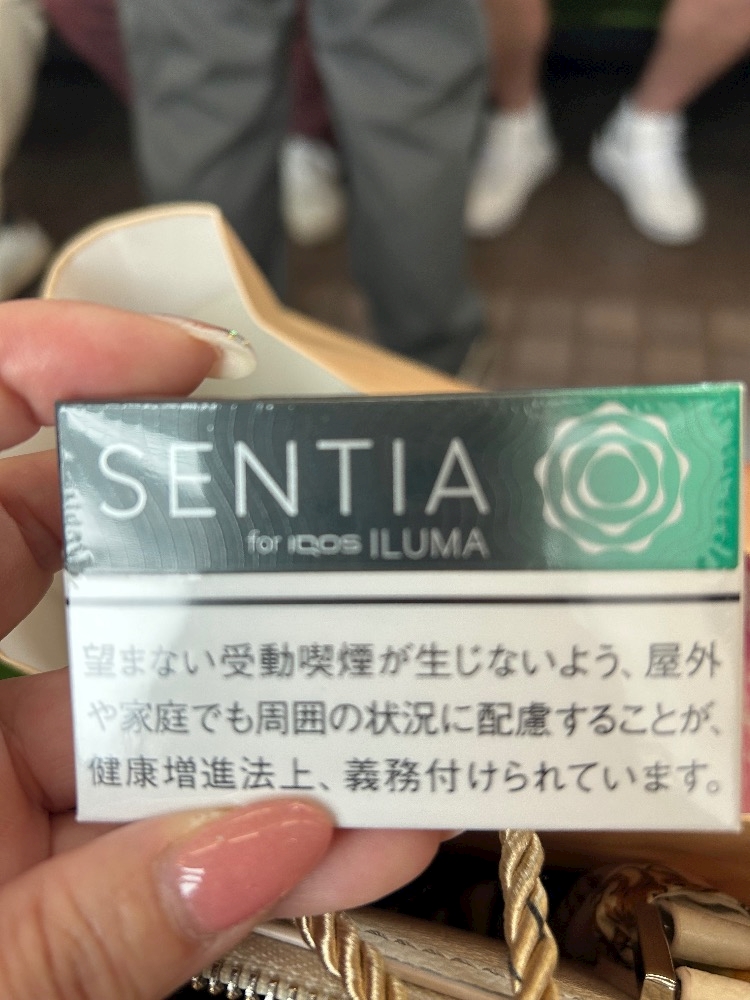 SENTIA
for IQOS ILUMA
望まない受動喫煙が生じないよう、屋外
や家庭でも周囲の状況に配慮することが、
健康増進法上、義務付けられています。